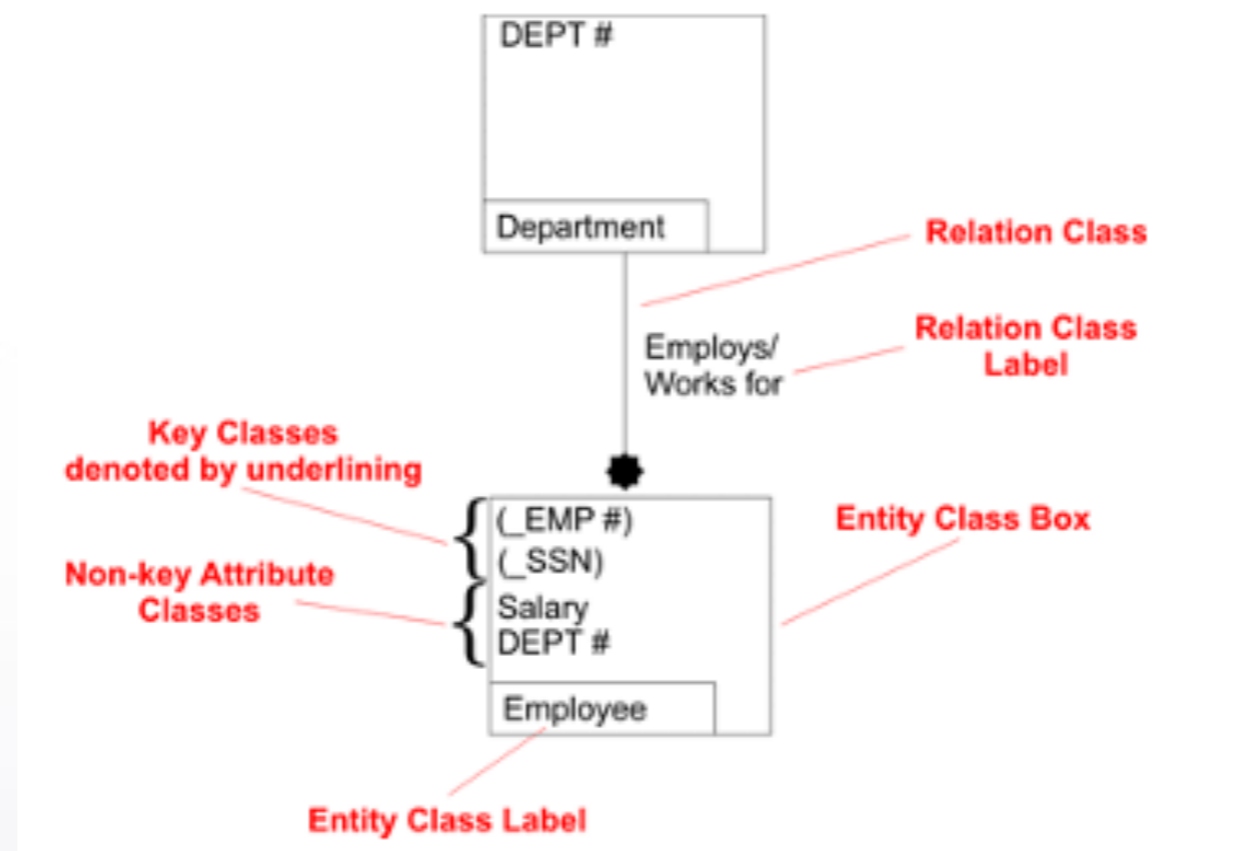 DEPT #
Department
Relation Class
Relation Class
Label
Employs/
Works for
Key Classes
denoted by underlining
(_EMP #)
(_SSN)
Entity Class Box
Non-key Attribute
Classes
Salary
DEPT #
Employee
Entity Class Label